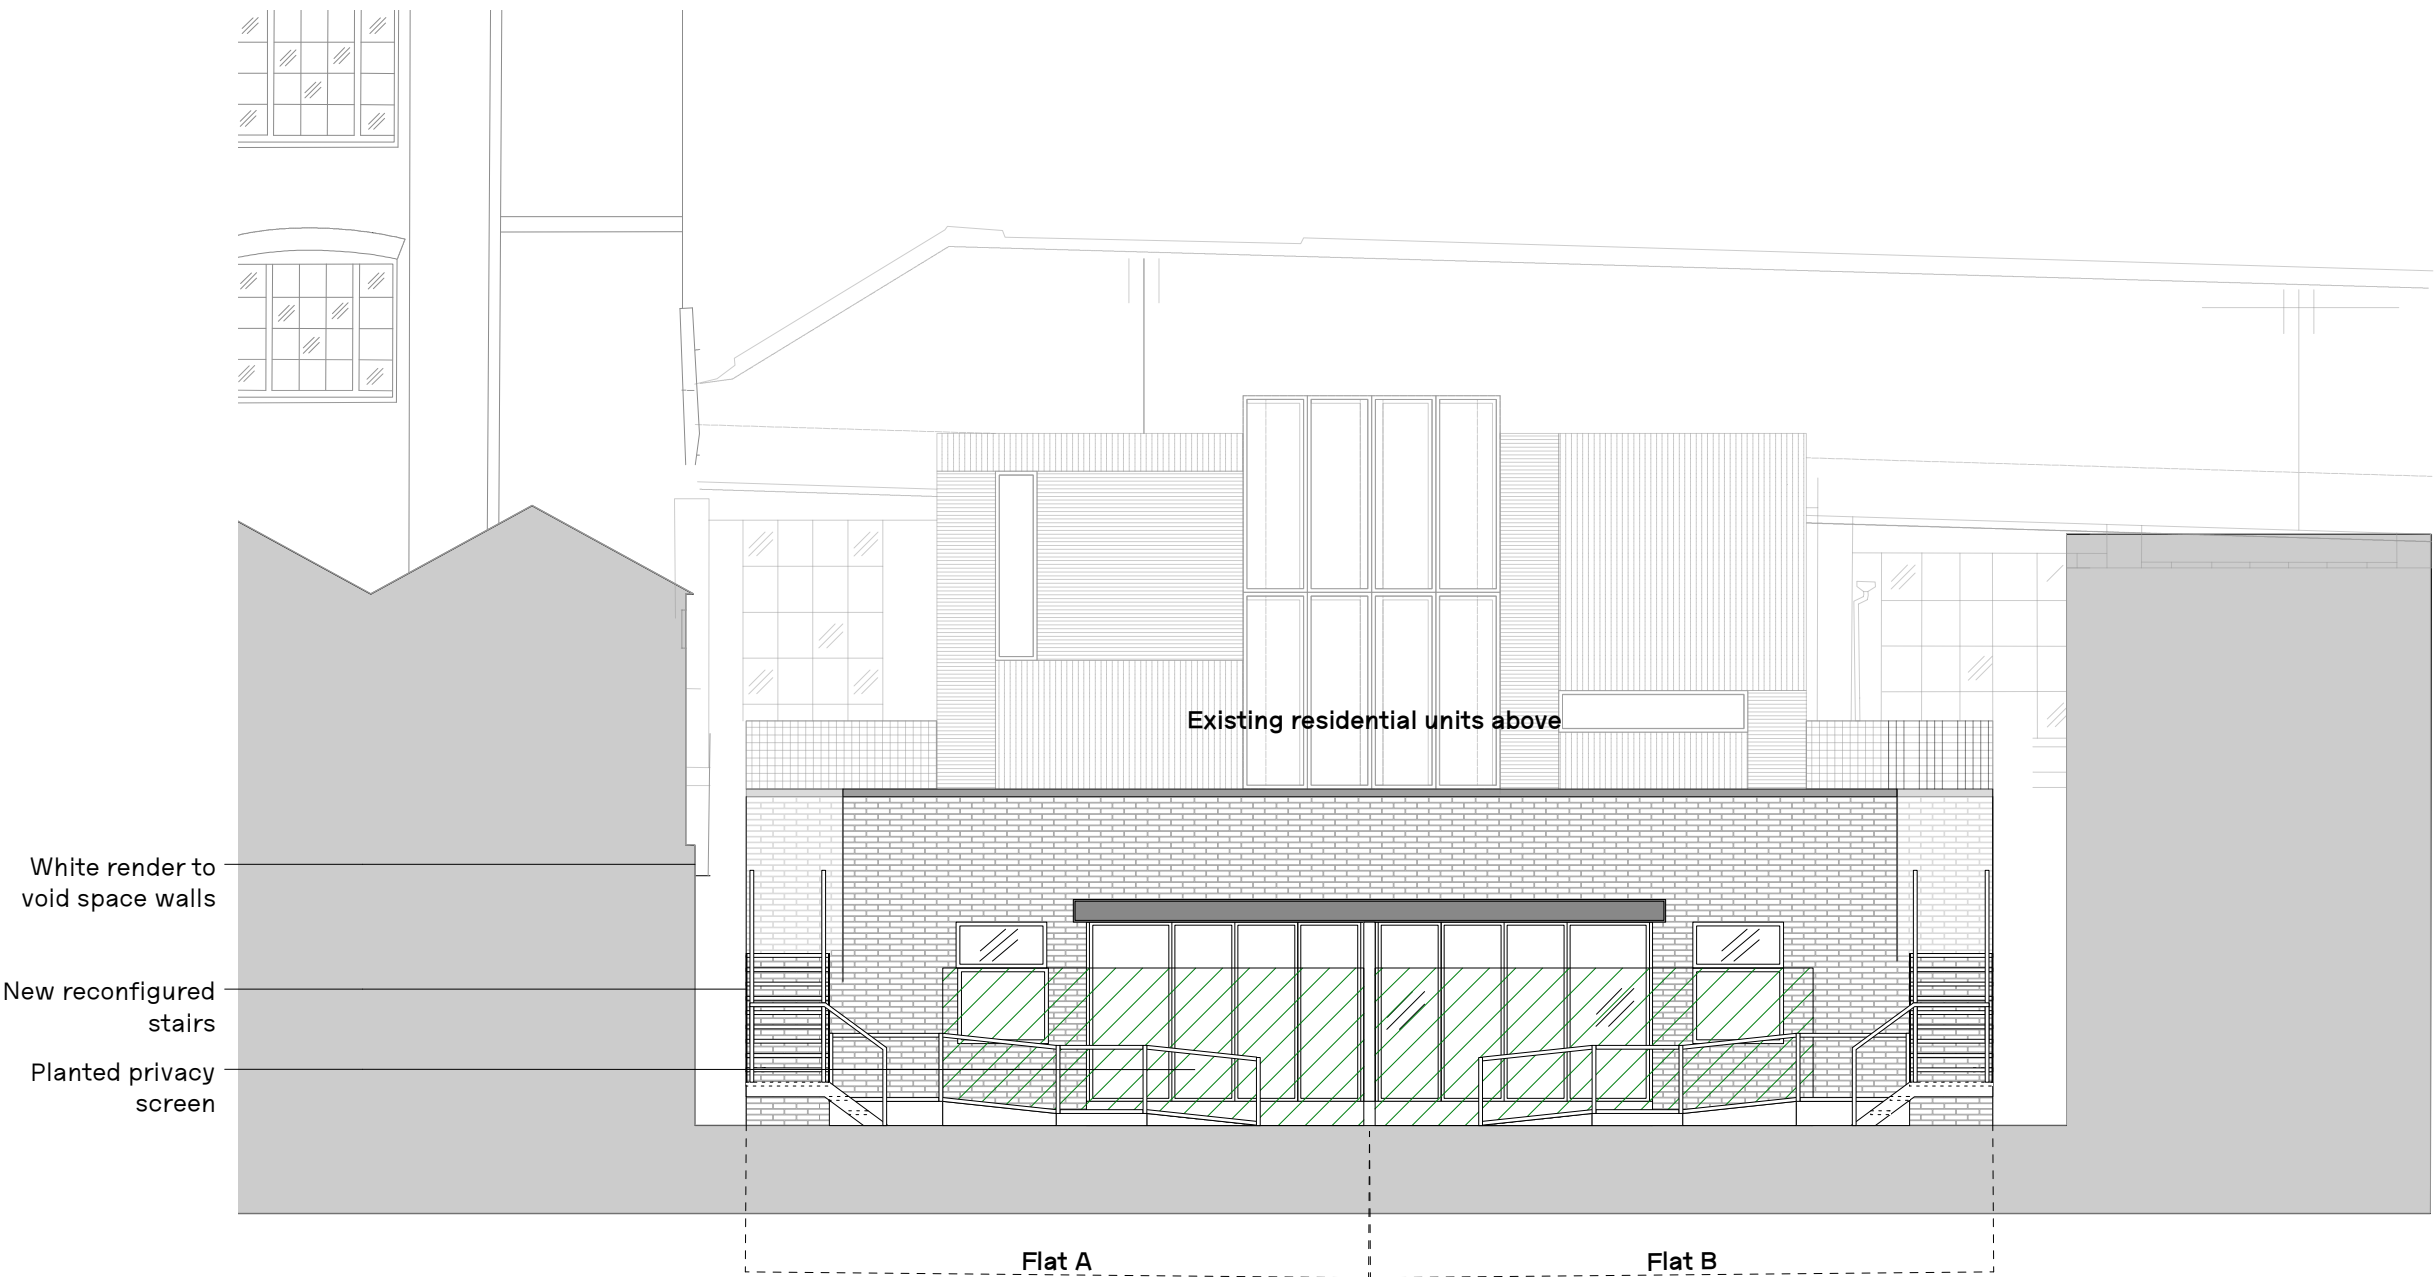 Existing residential units above
White render to
void space walls
New reconfigured
stairs
Planted privacy
screen
Flat A
Flat B